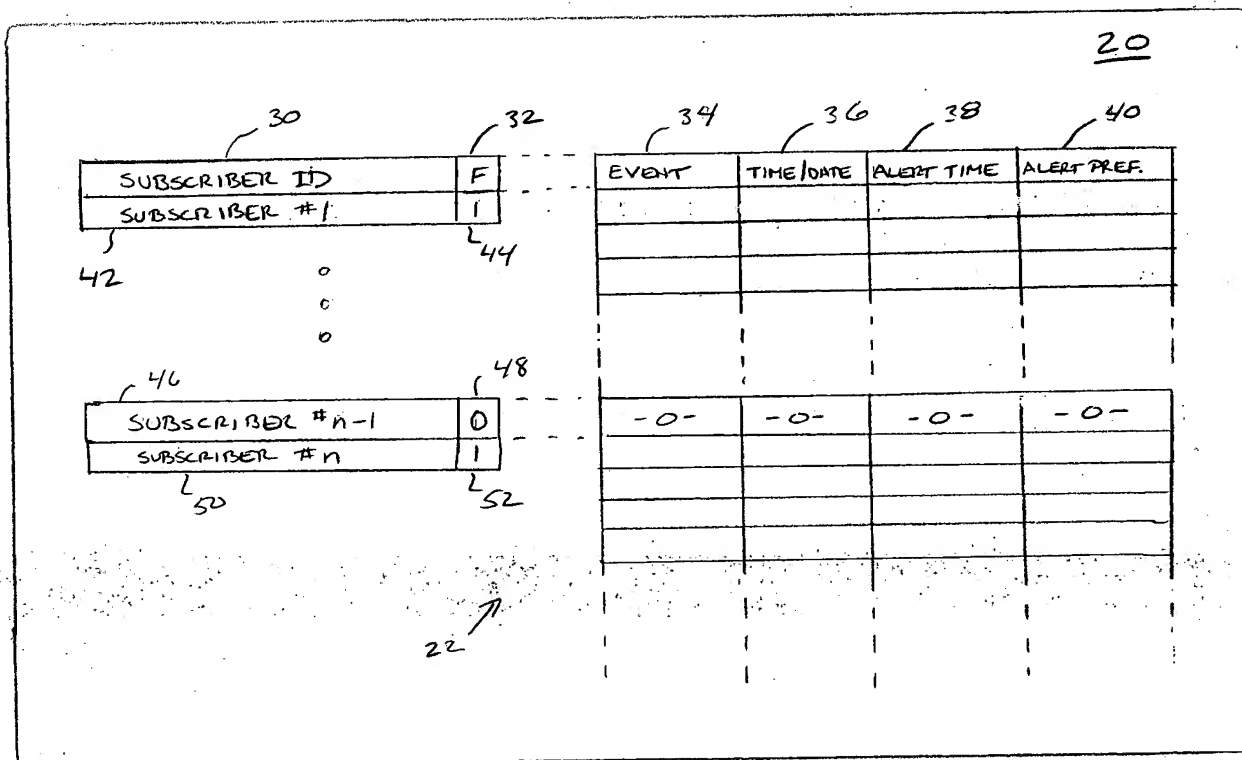 20
30 32 34 36 38 40
SUBSCRIBER ID F EVENT TIME/DATE ALERT TIME ALERT PREF.
SUBSCRIBER #1 1
42 44
46 48
SUBSCRIBER #n-1 0 -0- -0- -0- -0-
SUBSCRIBER #n 1
50 52
22